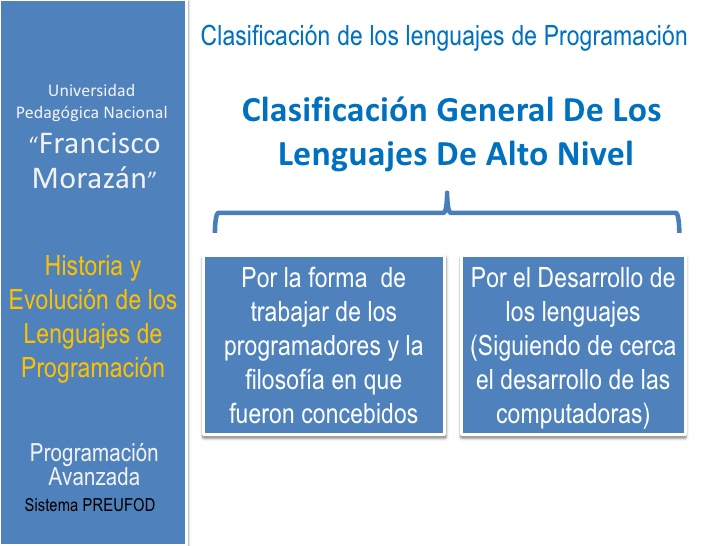 Universidad
Pedagógica Nacional
“Francisco
Morazán”
Historia y
Evolución de los
Lenguajes de
Programación
Programación
Avanzada
Sistema PREUFOD
Clasificación de los lenguajes de Programación
Clasificación General De Los
Lenguajes De Alto Nivel
Por la forma de
trabajar de los
programadores y la
filosofía en que
fueron concebidos
Por el Desarrollo de
los lenguajes
(Siguiendo de cerca
el desarrollo de las
computadoras)